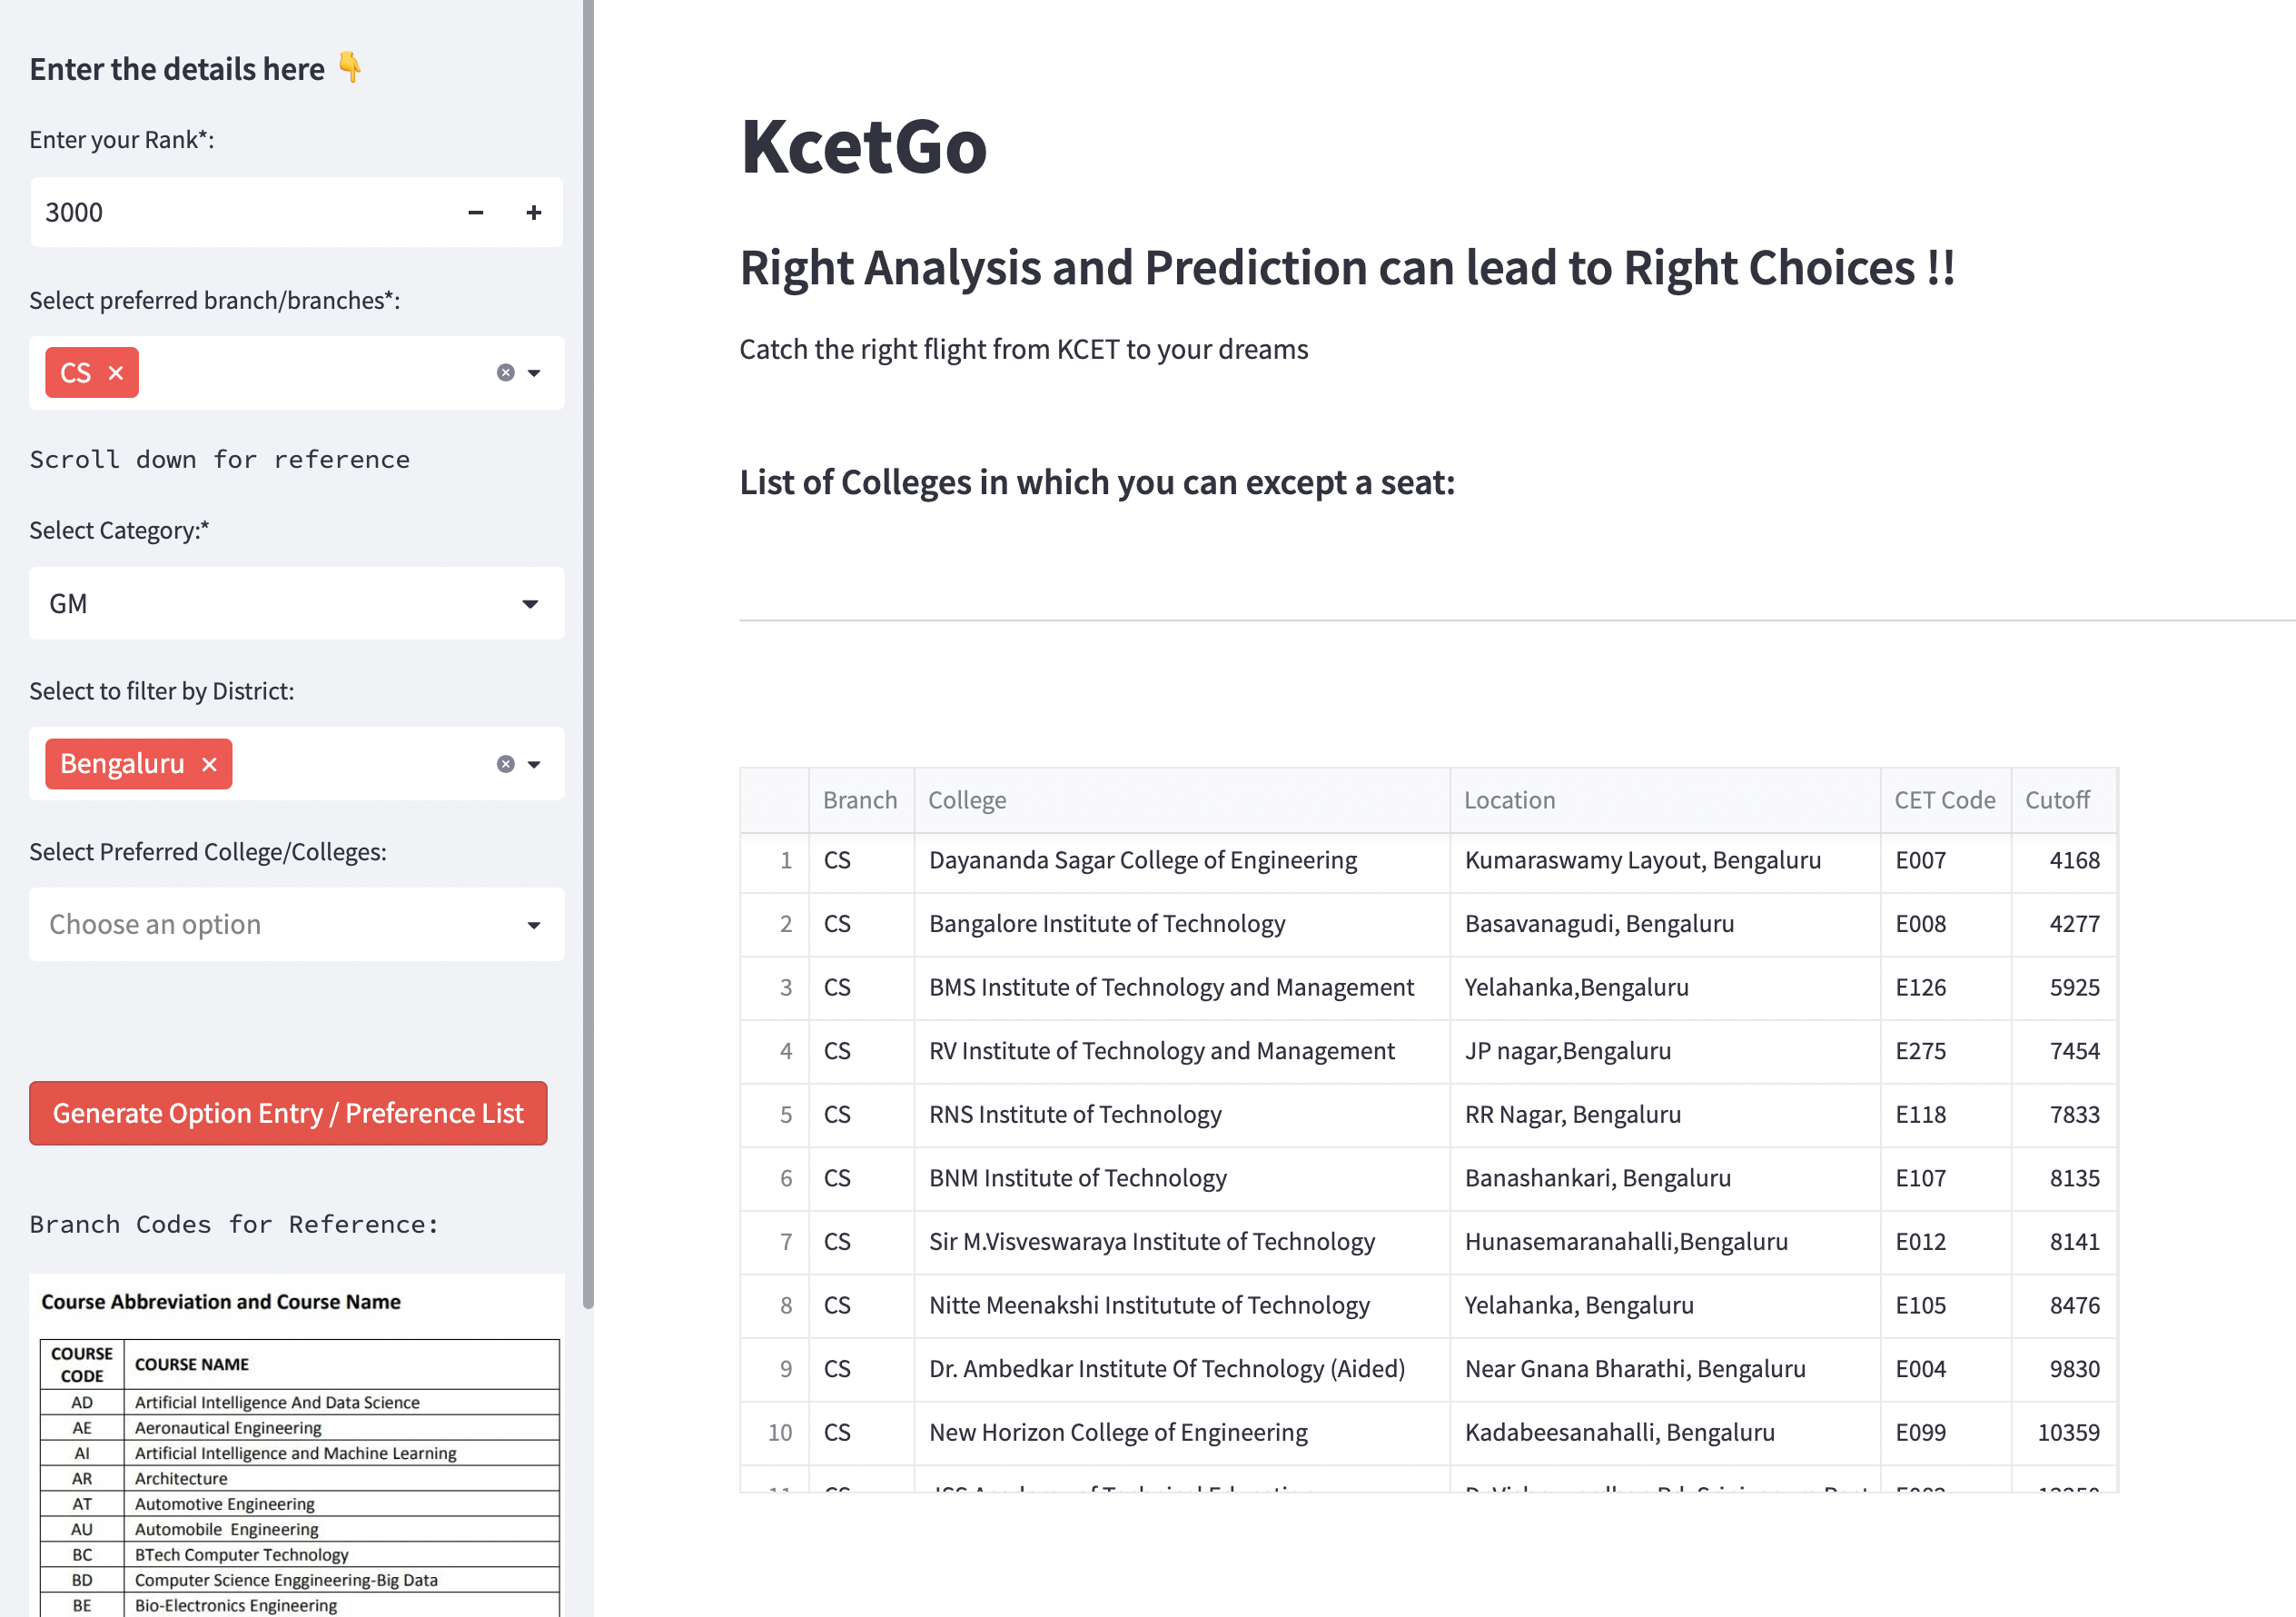 Enter the details here 👇
Enter your Rank*:
3000
Select preferred branch/branches*:
CS
Scroll down for reference
Select Category:*
GM
Select to filter by District:
Bengaluru
Select Preferred College/Colleges:
Choose an option
Generate Option Entry / Preference List
Branch Codes for Reference:
Course Abbreviation and Course Name
COURSE CODE COURSE NAME
AD Artificial Intelligence And Data Science
AE Aeronautical Engineering
AI Artificial Intelligence and Machine Learning
AR Architecture
AT Automotive Engineering
AU Automobile Engineering
BC BTech Computer Technology
BD Computer Science Enggineering-Big Data
BE Bio-Electronics Engineering
KcetGo
Right Analysis and Prediction can lead to Right Choices !!
Catch the right flight from KCET to your dreams
List of Colleges in which you can except a seat:
Branch College Location CET Code Cutoff
1 CS Dayananda Sagar College of Engineering Kumaraswamy Layout, Bengaluru E007 4168
2 CS Bangalore Institute of Technology Basavanagudi, Bengaluru E008 4277
3 CS BMS Institute of Technology and Management Yelahanka,Bengaluru E126 5925
4 CS RV Institute of Technology and Management JP nagar,Bengaluru E275 7454
5 CS RNS Institute of Technology RR Nagar, Bengaluru E118 7833
6 CS BNM Institute of Technology Banashankari, Bengaluru E107 8135
7 CS Sir M.Visveswaraya Institute of Technology Hunasemaranahalli,Bengaluru E012 8141
8 CS Nitte Meenakshi Institutute of Technology Yelahanka, Bengaluru E105 8476
9 CS Dr. Ambedkar Institute Of Technology (Aided) Near Gnana Bharathi, Bengaluru E004 9830
10 CS New Horizon College of Engineering Kadabeesanahalli, Bengaluru E099 10359